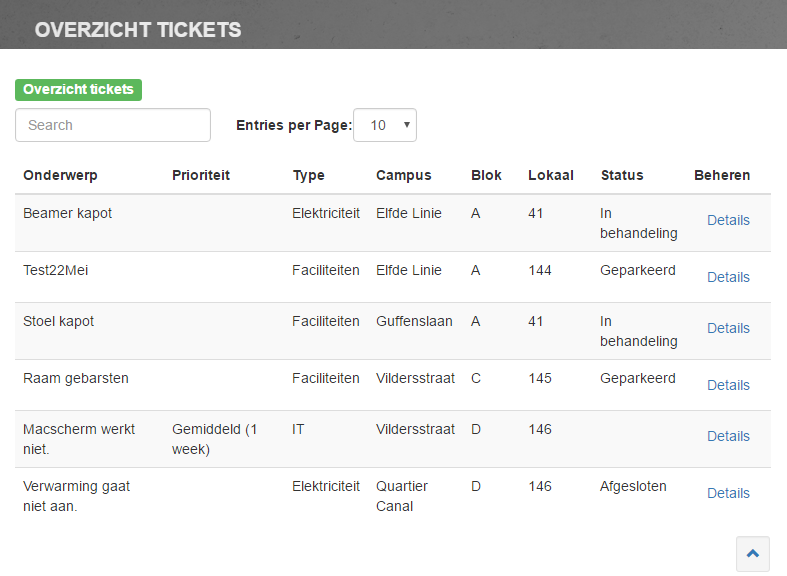 OVERZICHT TICKETS
Overzicht tickets
Search Entries per Page: 10
Onderwerp Prioriteit Type Campus Blok Lokaal Status Beheren
Beamer kapot Elektriciteit Elfde Linie A 41 In
behandeling Details
Test22Mei Faciliteiten Elfde Linie A 144 Geparkeerd Details
Stoel kapot Faciliteiten Guffenslaan A 41 In
behandeling Details
Raam gebarsten Faciliteiten Vildersstraat C 145 Geparkeerd Details
Macscherm werkt Gemiddeld (1 IT Vildersstraat D 146
niet. week) Details
Verwarming gaat Elektriciteit Quartier D 146 Afgesloten
niet aan. Canal Details